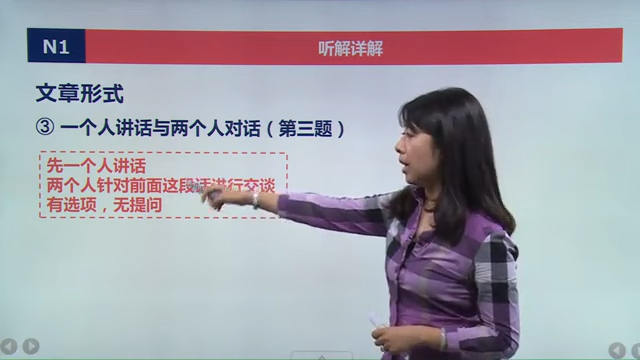 N1
听解详解
文章形式
③ 一个人讲话与两个人对话（第三题）
先一个人讲话
两个人针对前面这段话进行交谈
有选项，无提问